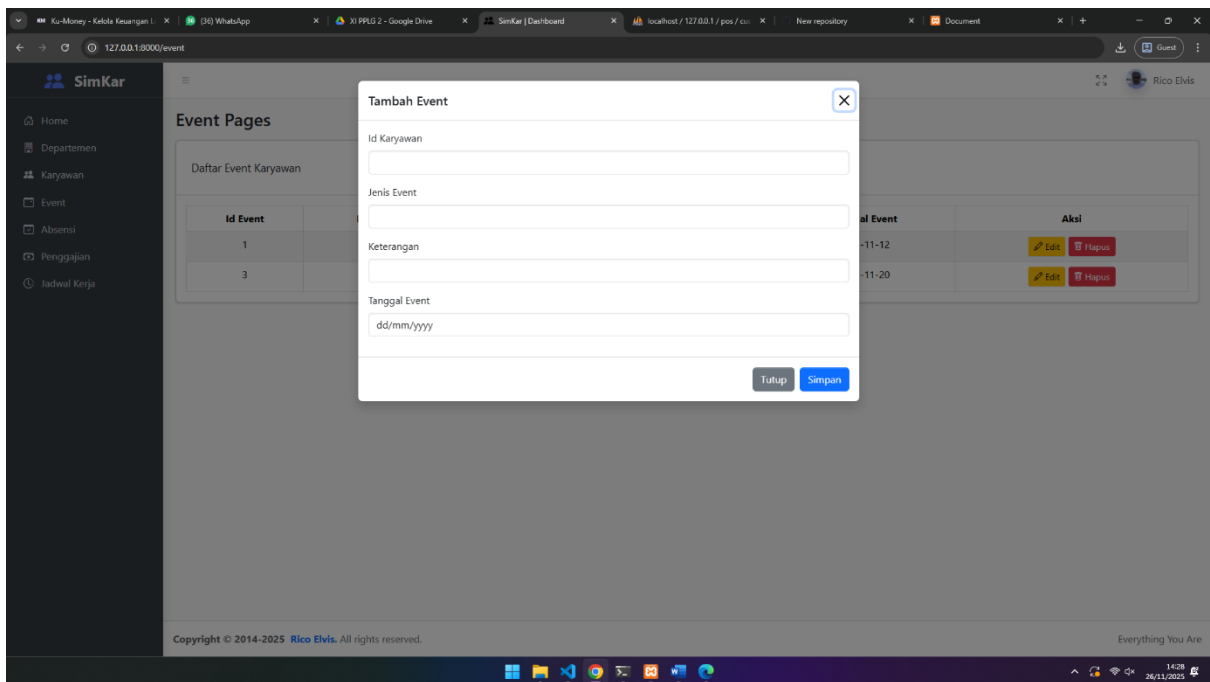 Ku-Money - Kelola Keuangan
(36) WhatsApp
XI PPLG 2 - Google Drive
SimKar | Dashboard
localhost / 127.0.0.1 / pos /
New repository
Document
127.0.0.1:8000/event
Guest
SimKar
Rico Elvis
Home
Departemen
Karyawan
Event
Absensi
Penggajian
Jadwal Kerja
Event Pages
Daftar Event Karyawan
Id Event
al Event
Aksi
1
-11-12
Edit
Hapus
3
-11-20
Edit
Hapus
Tambah Event
Id Karyawan
Jenis Event
Keterangan
Tanggal Event
dd/mm/yyyy
Tutup
Simpan
Copyright © 2014-2025 Rico Elvis. All rights reserved.
Everything You Are
14:28
26/11/2025